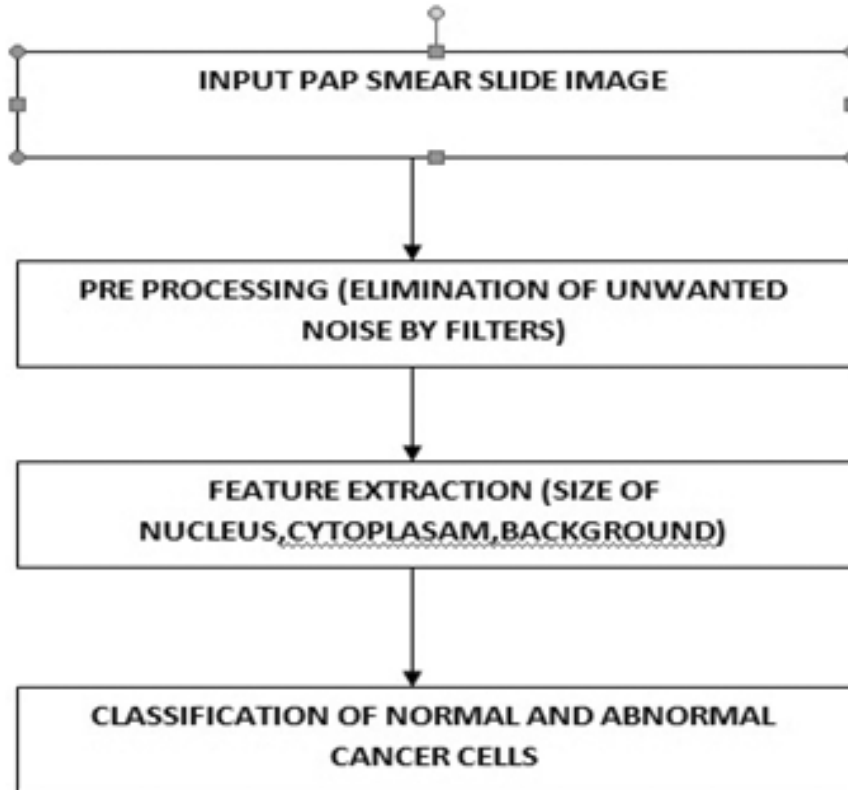 INPUT PAP SMEAR SLIDE IMAGE
PRE PROCESSING (ELIMINATION OF UNWANTED
NOISE BY FILTERS)
FEATURE EXTRACTION (SIZE OF
NUCLEUS,CYTOPLASAM,BACKGROUND)
CLASSIFICATION OF NORMAL AND ABNORMAL
CANCER CELLS